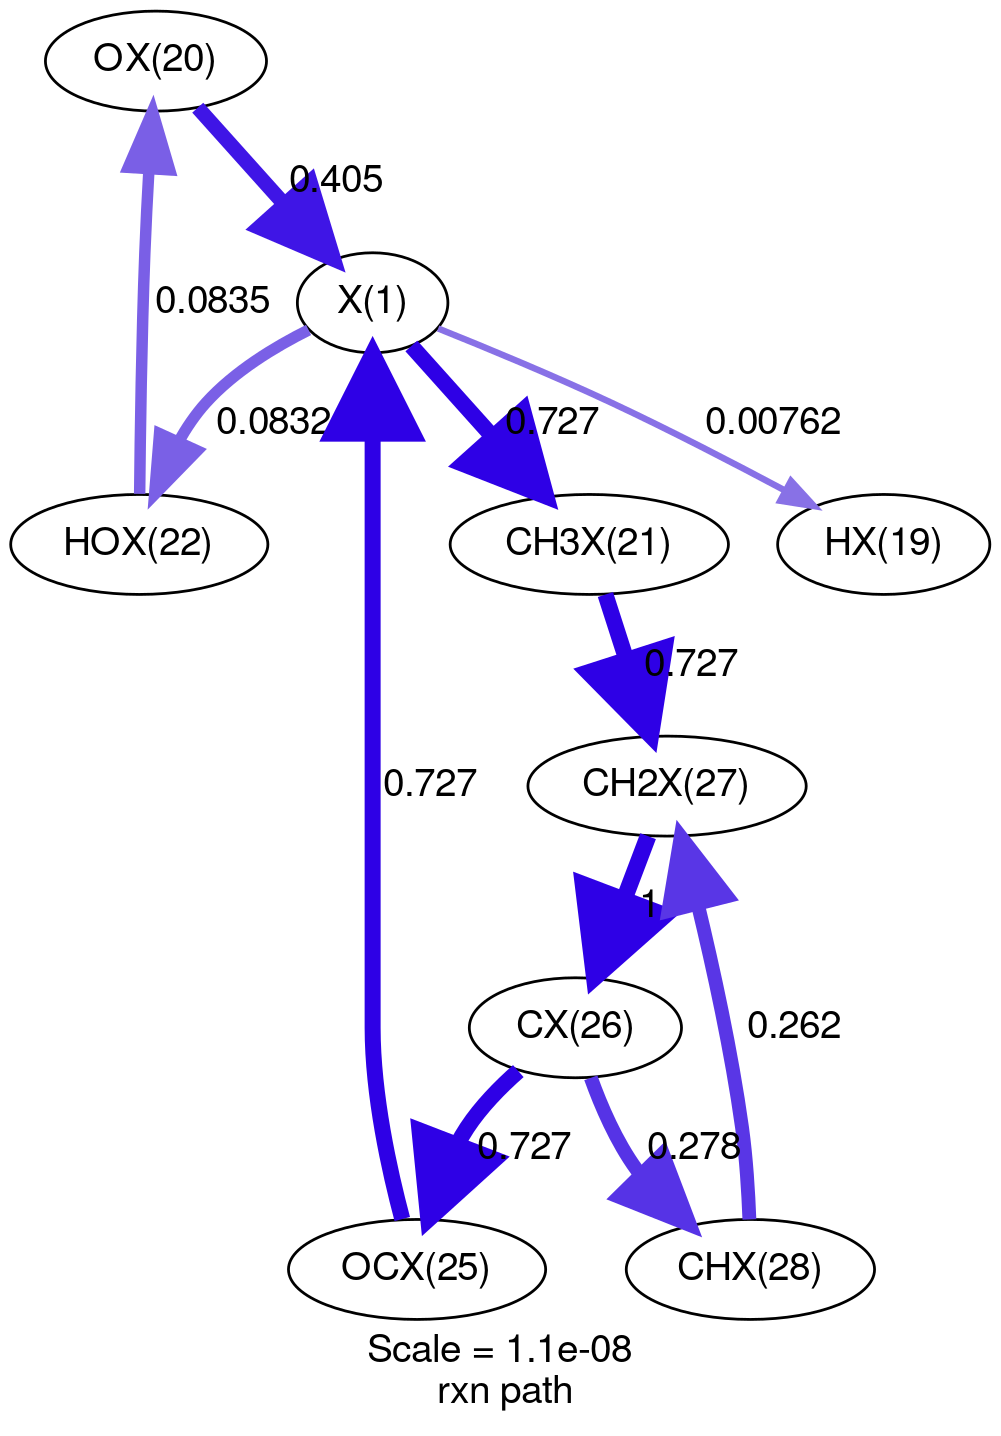 OX(20)
0.405
0.0835
X(1)
0.0832
0.727
0.00762
HOX(22)
CH3X(21)
HX(19)
0.727
0.727
CH2X(27)
1
CX(26)
0.262
0.727
0.278
OCX(25)
CHX(28)
Scale = 1.1e-08
rxn path